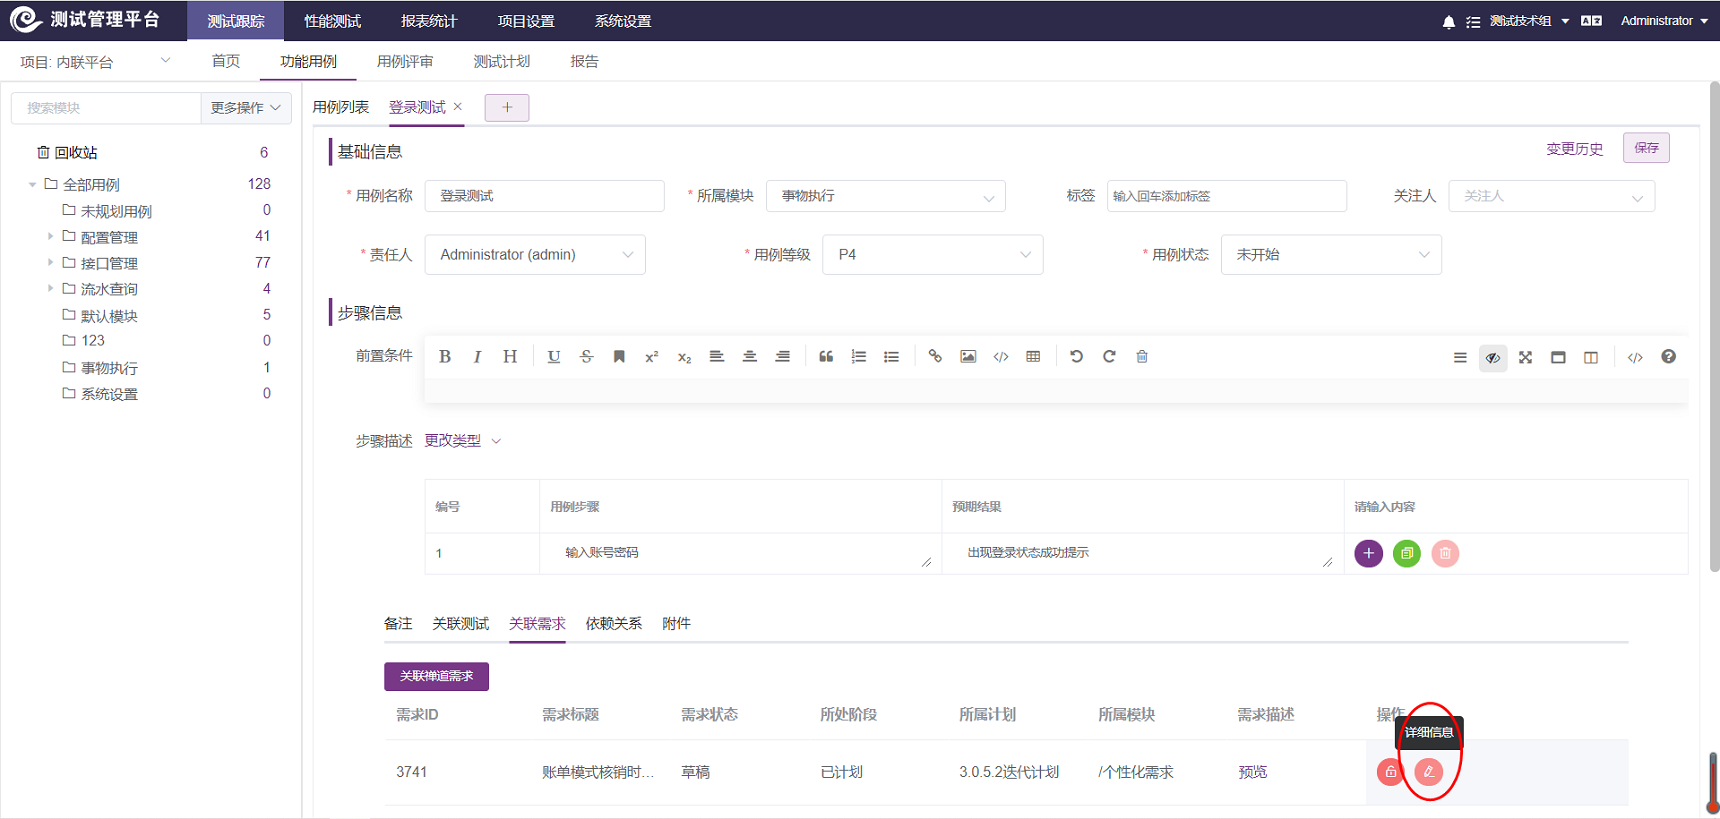 测试管理平台 测试跟踪 性能测试 报表统计 项目设置 系统设置 测试技术组 Administrator
项目: 内联平台 首页 功能用例 用例评审 测试计划 报告
搜索模块 更多操作
回收站 6
全部用例 128
未规划用例 0
配置管理 41
接口管理 77
流水查询 4
默认模块 5
123 0
事物执行 1
系统设置 0
用例列表 登录测试
基础信息 变更历史 保存
* 用例名称 登录测试 * 所属模块 事物执行 标签 输入回车添加标签 关注人 关注人
* 责任人 Administrator (admin) * 用例等级 P4 * 用例状态 未开始
步骤信息
前置条件
步骤描述 更改类型
编号 用例步骤 预期结果 请输入内容
1 输入账号密码 出现登录状态成功提示
备注 关联测试 关联需求 依赖关系 附件
关联禅道需求
需求ID 需求标题 需求状态 所处阶段 所属计划 所属模块 需求描述 操作
详细信息
3741 账单模式核销时... 草稿 已计划 3.0.5.2迭代计划 /个性化需求 预览